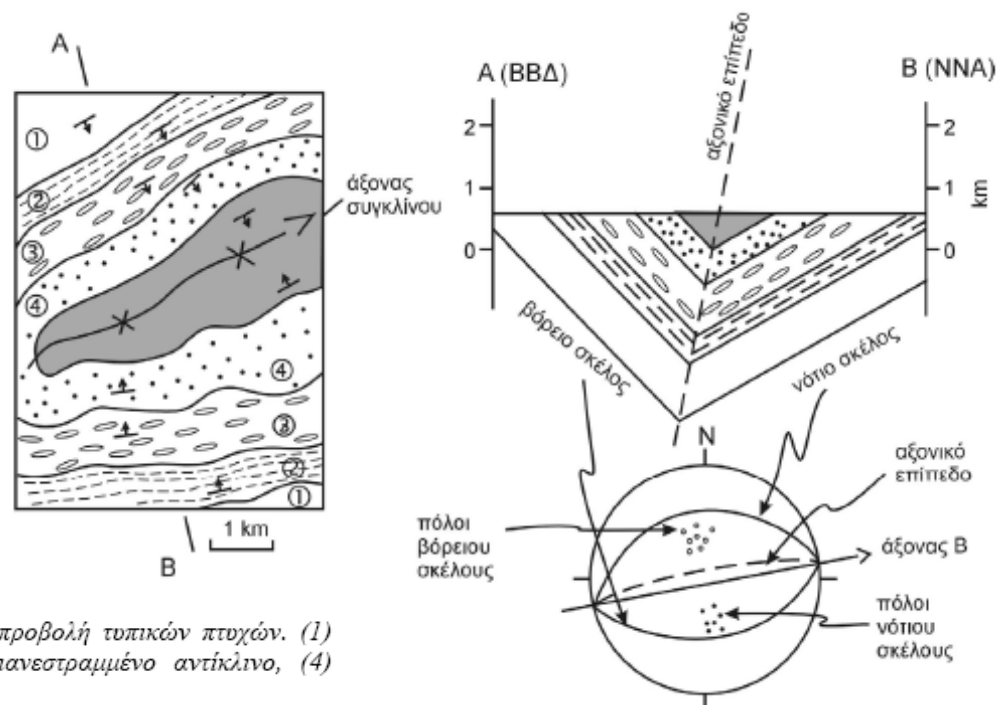 A
①
②
③
④
④
③
②
①
B
1 km
άξονας
συγκλίνου
A (ΒΒΔ)
B (ΝΝΑ)
αξονικό επίπεδο
2
1
0
2
1
0
km
βόρειο σκέλος
νότιο σκέλος
N
αξονικό
επίπεδο
πόλοι
βόρειου
σκέλους
άξονας B
πόλοι
νότιου
σκέλους
προβολή τυπικών πτυχών. (1)
πανεστραμμένο αντίκλινο, (4)